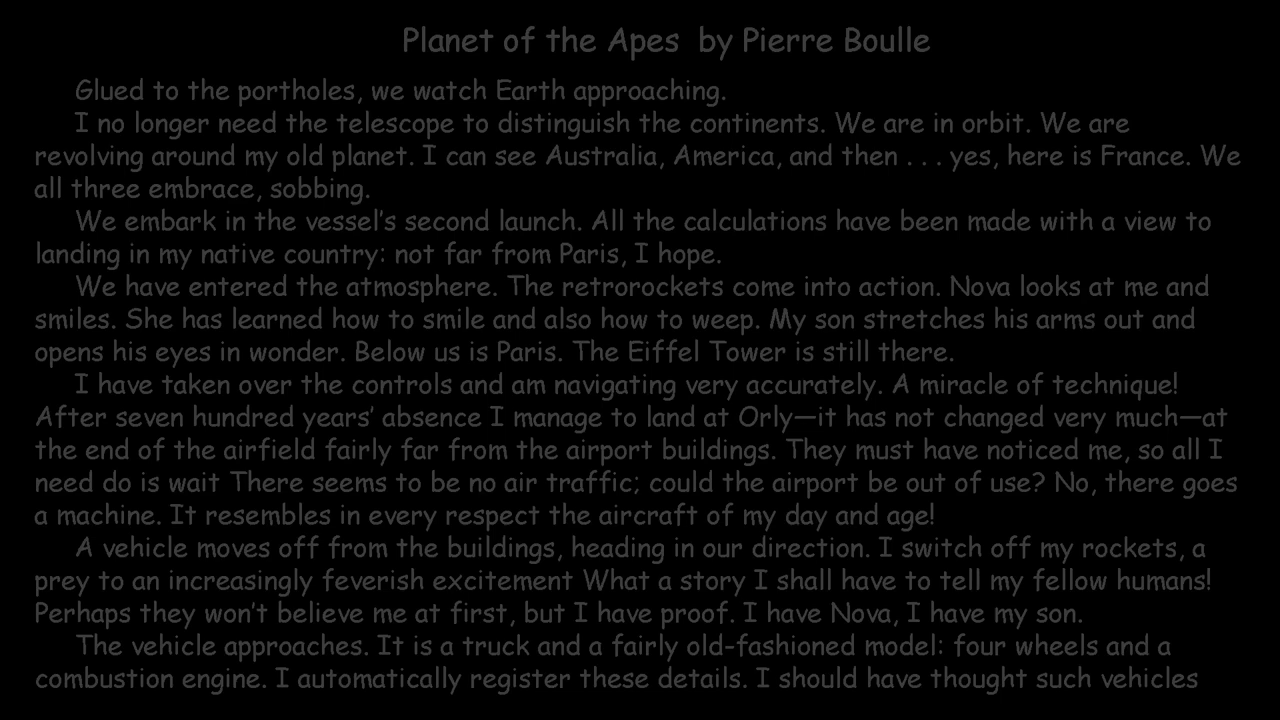 Planet of the Apes  by Pierre Boulle
Glued to the portholes, we watch Earth approaching.
I no longer need the telescope to distinguish the continents. We are in orbit. We are
revolving around my old planet. I can see Australia, America, and then . . . yes, here is France. We
all three embrace, sobbing.
We embark in the vessel’s second launch. All the calculations have been made with a view to
landing in my native country: not far from Paris, I hope.
We have entered the atmosphere. The retrorockets come into action. Nova looks at me and
smiles. She has learned how to smile and also how to weep. My son stretches his arms out and
opens his eyes in wonder. Below us is Paris. The Eiffel Tower is still there.
I have taken over the controls and am navigating very accurately. A miracle of technique!
After seven hundred years’ absence I manage to land at Orly—it has not changed very much—at
the end of the airfield fairly far from the airport buildings. They must have noticed me, so all I
need do is wait There seems to be no air traffic; could the airport be out of use? No, there goes
a machine. It resembles in every respect the aircraft of my day and age!
A vehicle moves off from the buildings, heading in our direction. I switch off my rockets, a
prey to an increasingly feverish excitement What a story I shall have to tell my fellow humans!
Perhaps they won’t believe me at first, but I have proof. I have Nova, I have my son.
The vehicle approaches. It is a truck and a fairly old-fashioned model: four wheels and a
combustion engine. I automatically register these details. I should have thought such vehicles